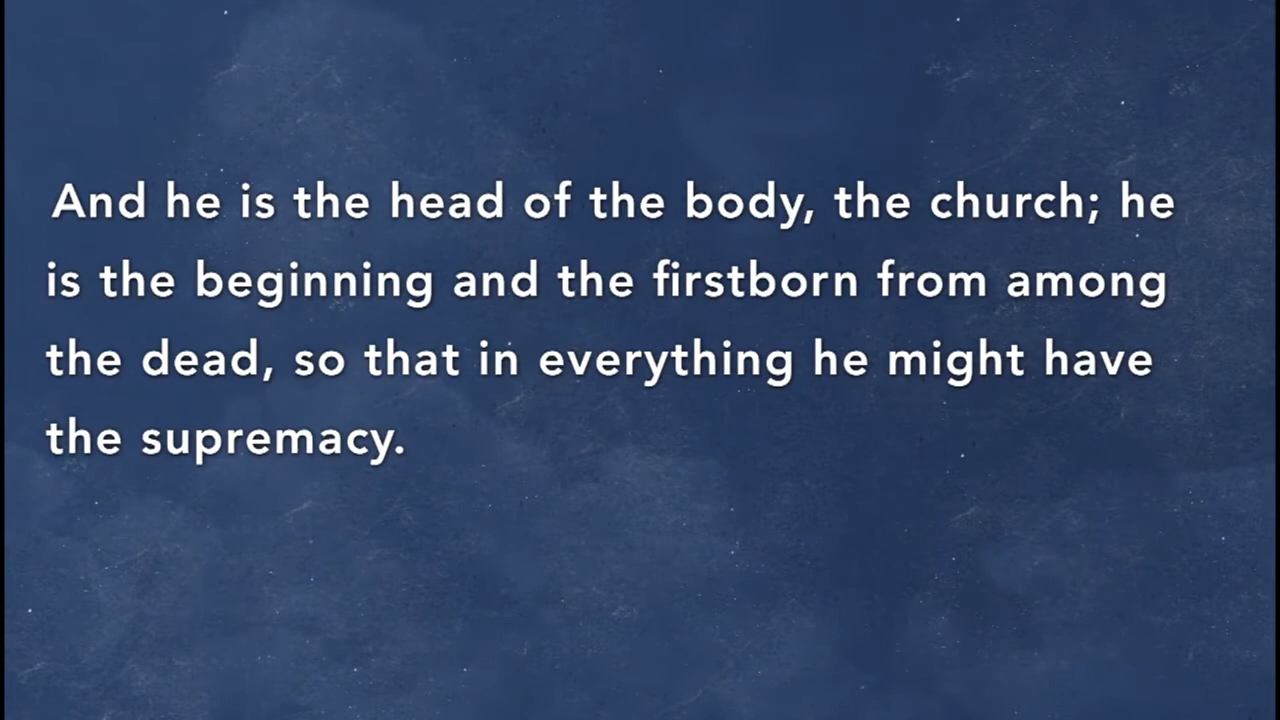 And he is the head of the body, the church; he
is the beginning and the firstborn from among
the dead, so that in everything he might have
the supremacy.